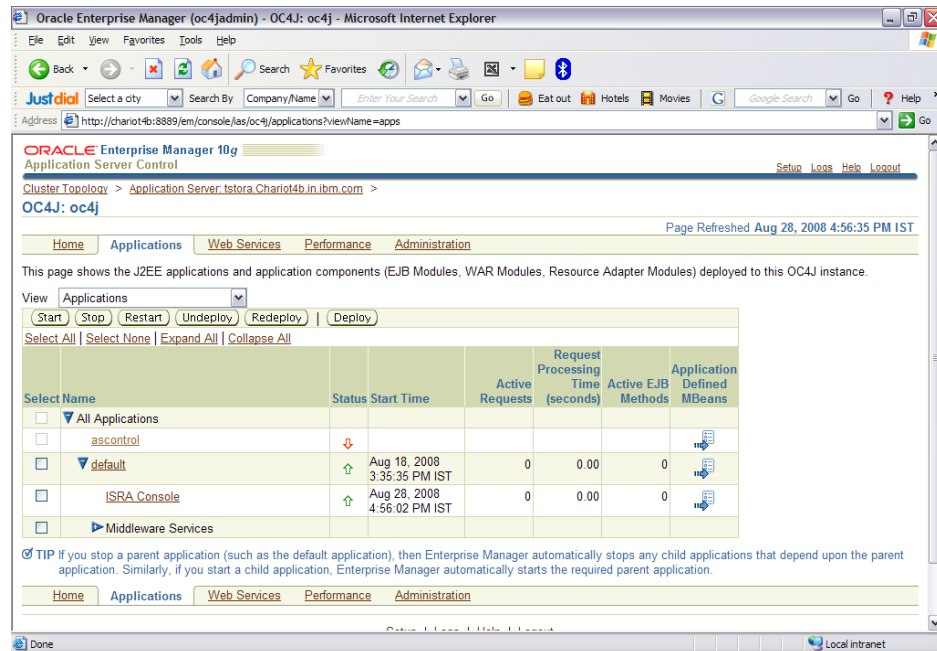 Oracle Enterprise Manager (oc4jadmin) - OC4J: oc4j - Microsoft Internet Explorer
File Edit View Favorites Tools Help
Back Search Favorites
Justdial Select a city Search By Company/Name Enter Your Search Go Eat out Hotels Movies G Google Search Go Help
Address http://chariot4b:8889/em/console/ias/oc4j/applications?viewName=apps Go
ORACLE Enterprise Manager 10g
Application Server Control
Setup Logs Help Logout
Cluster Topology > Application Server: tstora.Chariot4b.in.ibm.com >
OC4J: oc4j
Page Refreshed Aug 28, 2008 4:56:35 PM IST
Home Applications Web Services Performance Administration
This page shows the J2EE applications and application components (EJB Modules, WAR Modules, Resource Adapter Modules) deployed to this OC4J instance.
View Applications
Start Stop Restart Undeploy Redeploy | Deploy
Select All | Select None | Expand All | Collapse All
Select Name Status Start Time Active Requests Request Processing Time (seconds) Active EJB Methods Application Defined MBeans
All Applications
ascontrol
default Aug 18, 2008 3:35:35 PM IST 0 0.00 0
ISRA Console Aug 28, 2008 4:56:02 PM IST 0 0.00 0
Middleware Services
TIP If you stop a parent application (such as the default application), then Enterprise Manager automatically stops any child applications that depend upon the parent
application. Similarly, if you start a child application, Enterprise Manager automatically starts the required parent application.
Home Applications Web Services Performance Administration
Setup | Logs | Help | Logout
Done Local intranet